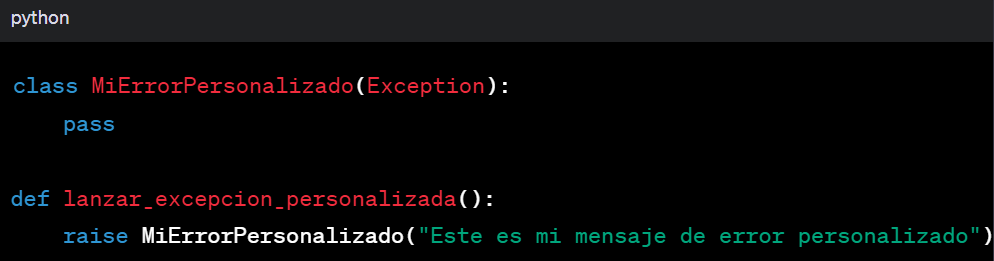 python
class MiErrorPersonalizado(Exception):
    pass
def lanzar_excepcion_personalizada():
    raise MiErrorPersonalizado("Este es mi mensaje de error personalizado")